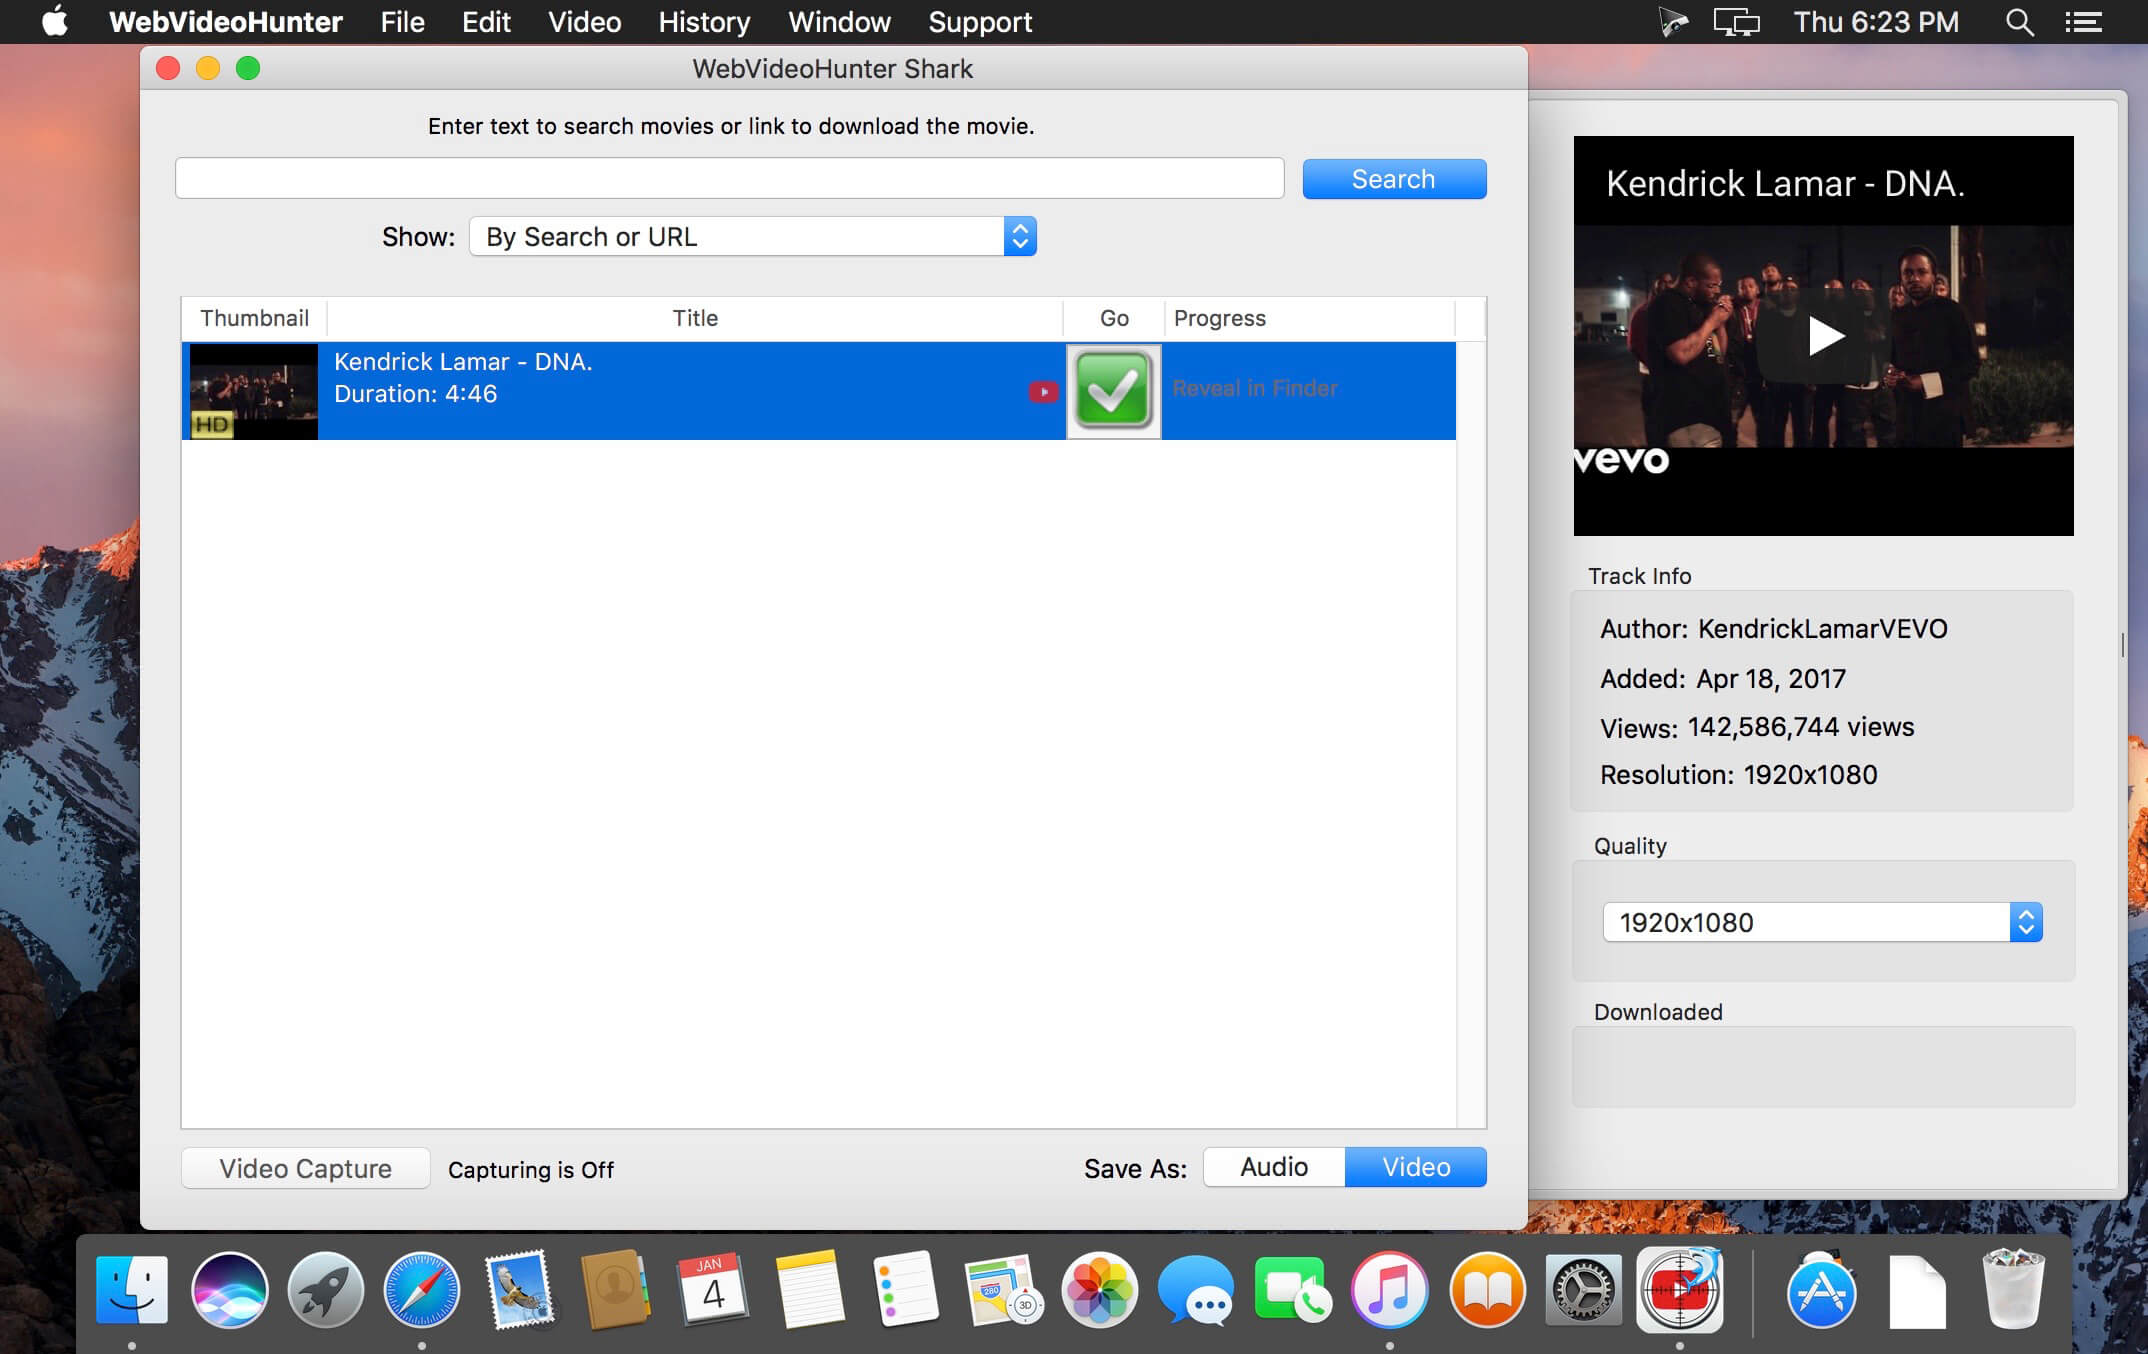 WebVideoHunter File Edit Video History Window Support Thu 6:23 PM
WebVideoHunter Shark
Enter text to search movies or link to download the movie.
Search
Show: By Search or URL
Thumbnail Title Go Progress
Kendrick Lamar - DNA.
Duration: 4:46
HD
Reveal in Finder
Video Capture Capturing is Off Save As: Audio Video
Kendrick Lamar - DNA.
vevo
Track Info
Author: KendrickLamarVEVO
Added: Apr 18, 2017
Views: 142,586,744 views
Resolution: 1920x1080
Quality
1920x1080
Downloaded
JAN
4
280
3D